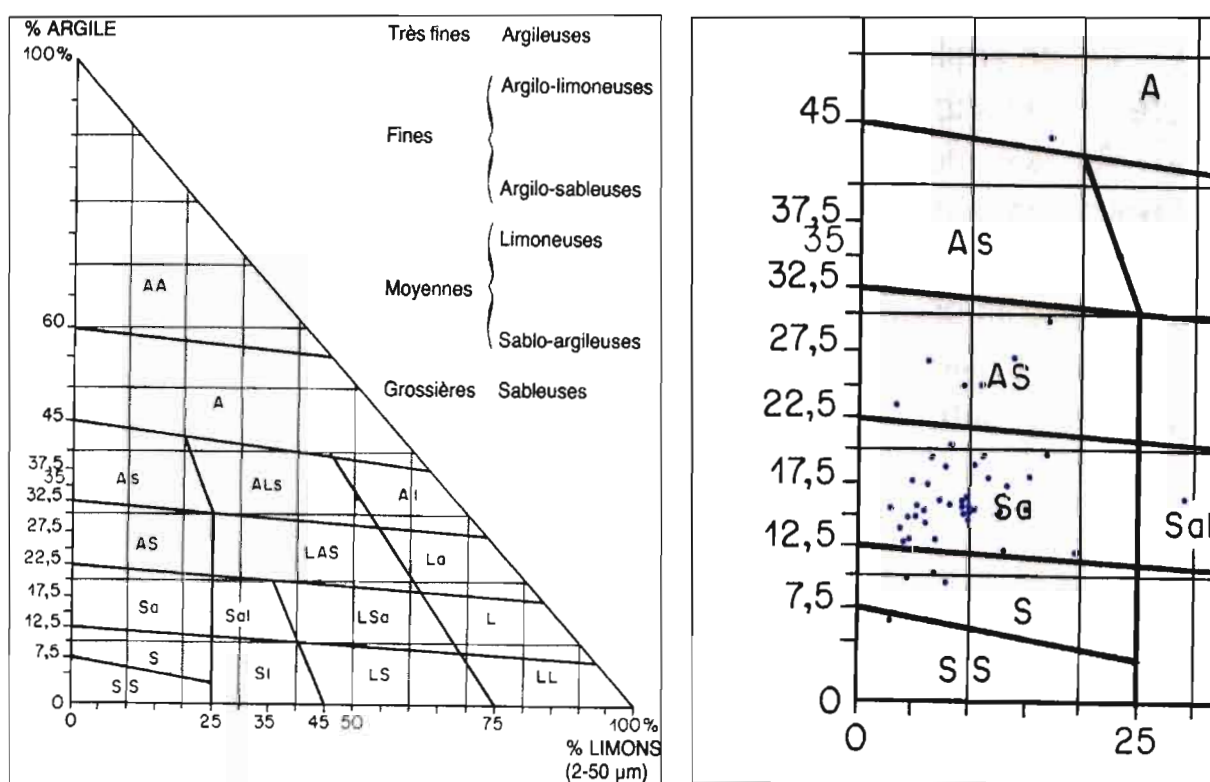 % ARGILE
100%
Très fines Argileuses
Argilo-limoneuses
Fines
Argilo-sableuses
Limoneuses
Moyennes
Sablo-argileuses
Grossières Sableuses
AA
60
A
45
37,5
35
32,5
As
ALs
Al
27,5
22,5
AS
LAS
La
17,5
12,5
Sa
Sal
LSa
L
7,5
S
SS
Sl
LS
LL
0
0 25 35 45 50 75 100%
% LIMONS
(2-50 µm)
A
45
37,5
35
32,5
As
27,5
AS
22,5
17,5
Sa
Sal
12,5
7,5
S
SS
0
0 25